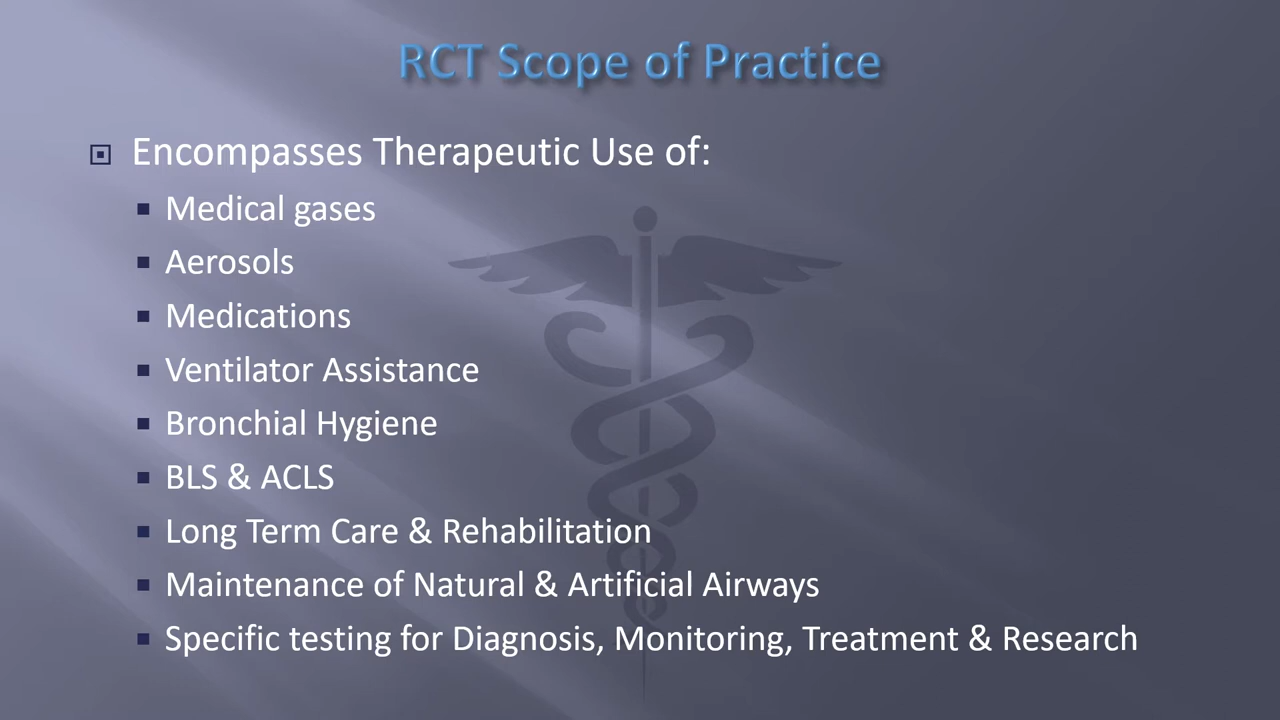 RCT Scope of Practice
Encompasses Therapeutic Use of:
Medical gases
Aerosols
Medications
Ventilator Assistance
Bronchial Hygiene
BLS & ACLS
Long Term Care & Rehabilitation
Maintenance of Natural & Artificial Airways
Specific testing for Diagnosis, Monitoring, Treatment & Research